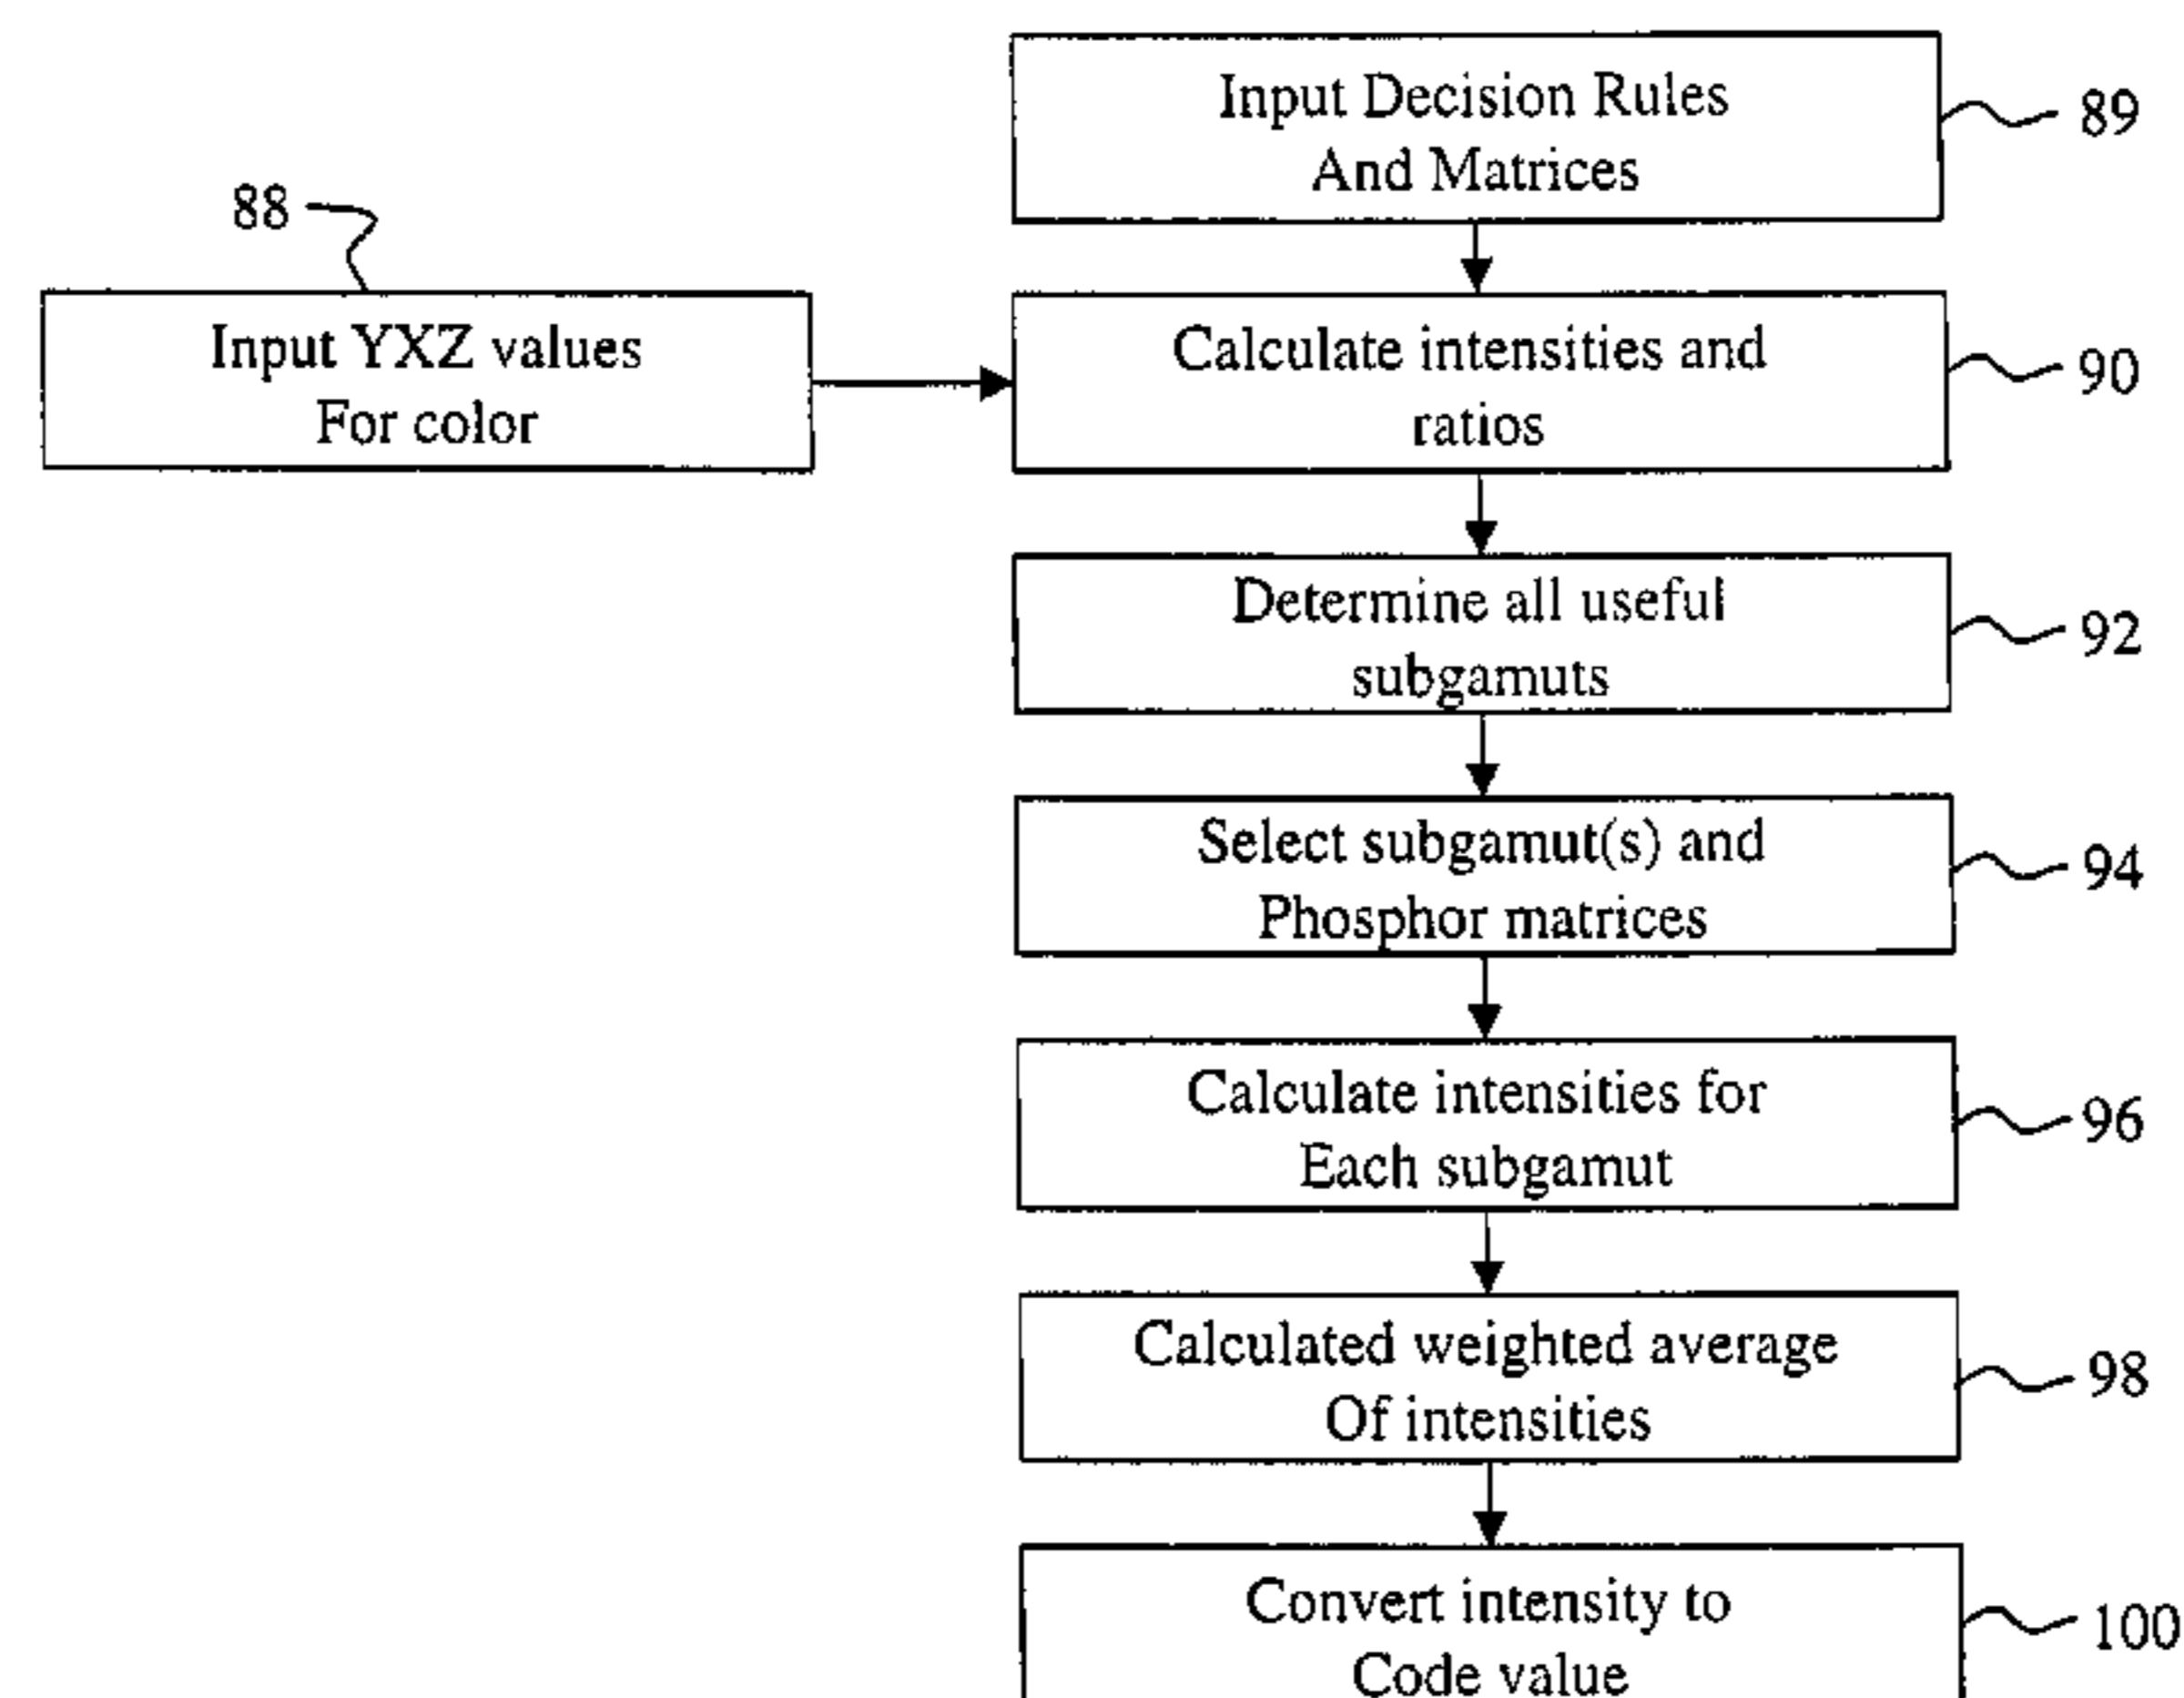 Input Decision Rules
And Matrices
89
88
Input YXZ values
For color
Calculate intensities and
ratios
90
Determine all useful
subgamuts
92
Select subgamut(s) and
Phosphor matrices
94
Calculate intensities for
Each subgamut
96
Calculated weighted average
Of intensities
98
Convert intensity to
Code value
100